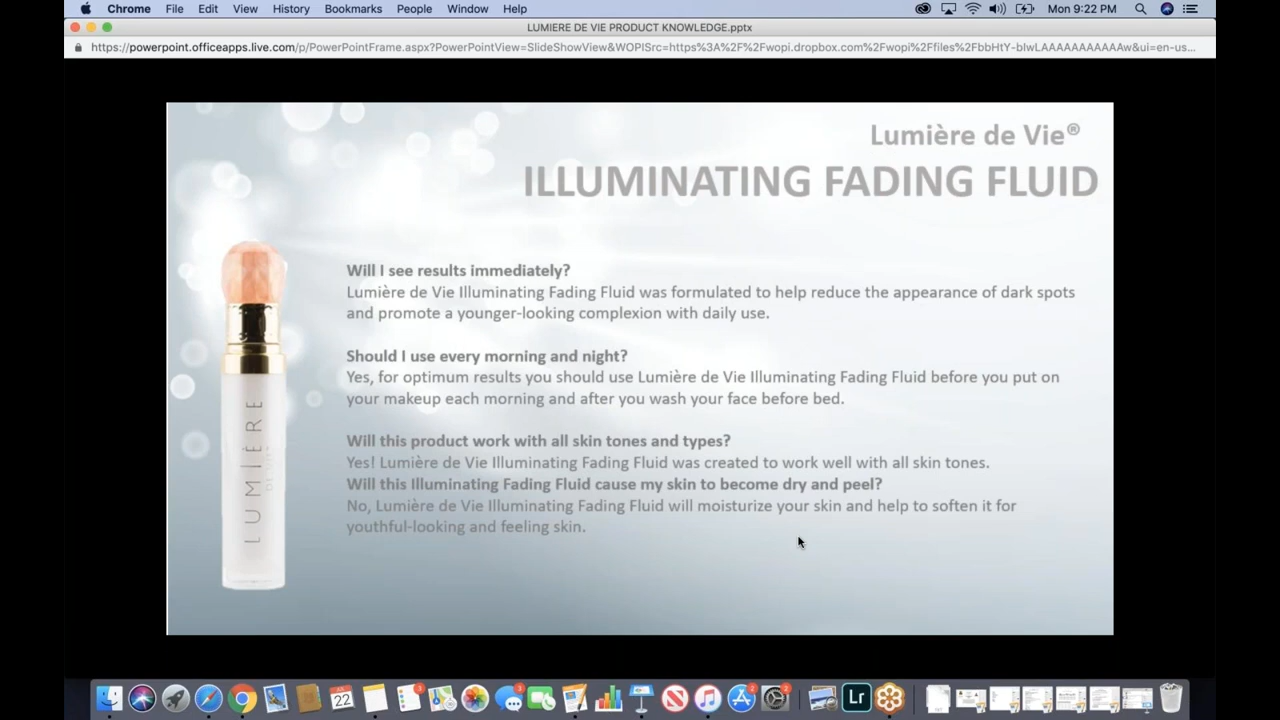 Chrome File Edit View History Bookmarks People Window Help Mon 9:22 PM
LUMIERE DE VIE PRODUCT KNOWLEDGE.pptx
https://powerpoint.officeapps.live.com/p/PowerPointFrame.aspx?PowerPointView=SlideShowView&WOPISrc=https%3A%2F%2Fwopi.dropbox.com%2Fwopi%2Ffiles%2FbbHtY-bIwLAAAAAAAAAAAw&ui=en-us...
Lumière de Vie®
ILLUMINATING FADING FLUID
Will I see results immediately?
Lumière de Vie Illuminating Fading Fluid was formulated to help reduce the appearance of dark spots
and promote a younger-looking complexion with daily use.
Should I use every morning and night?
Yes, for optimum results you should use Lumière de Vie Illuminating Fading Fluid before you put on
your makeup each morning and after you wash your face before bed.
Will this product work with all skin tones and types?
Yes! Lumière de Vie Illuminating Fading Fluid was created to work well with all skin tones.
Will this Illuminating Fading Fluid cause my skin to become dry and peel?
No, Lumière de Vie Illuminating Fading Fluid will moisturize your skin and help to soften it for
youthful-looking and feeling skin.
LUMIÈRE
22
Lr